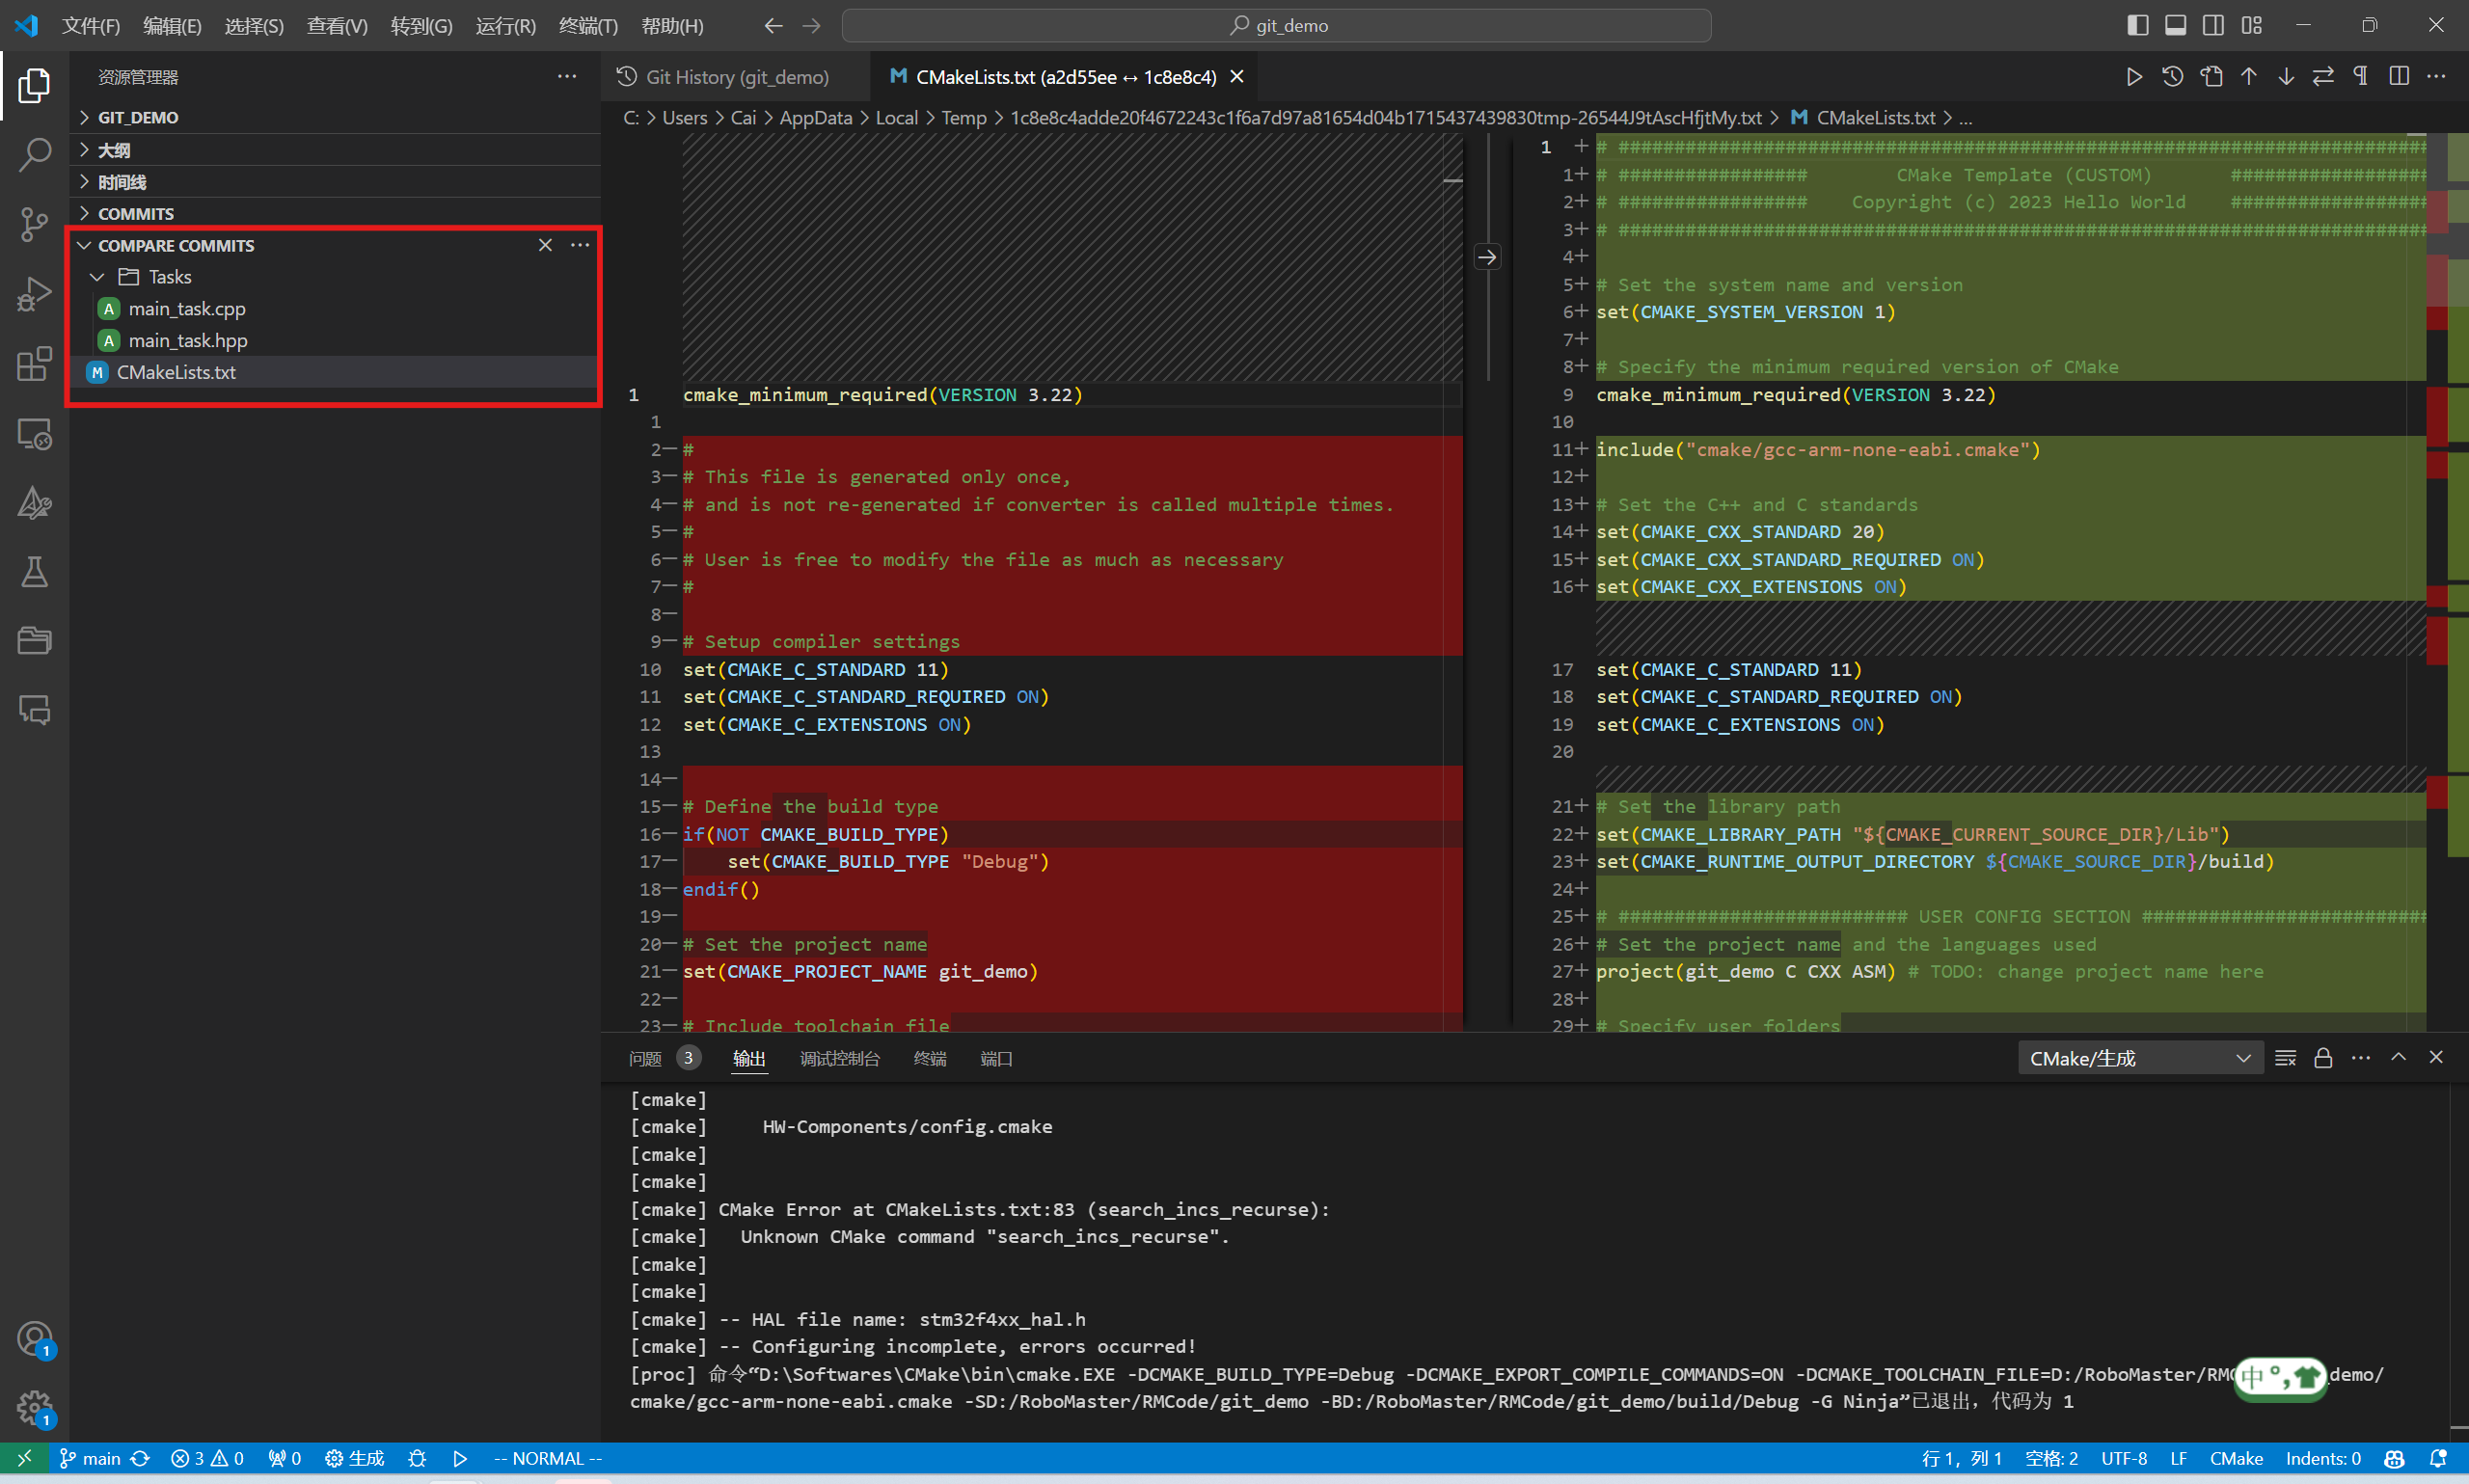 文件(F) 编辑(E) 选择(S) 查看(V) 转到(G) 运行(R) 终端(T) 帮助(H) git_demo
资源管理器
GIT_DEMO
大纲
时间线
COMMITS
COMPARE COMMITS
Tasks
A main_task.cpp
A main_task.hpp
M CMakeLists.txt
Git History (git_demo) M CMakeLists.txt (a2d55ee ↔ 1c8e8c4)
C: > Users > Cai > AppData > Local > Temp > 1c8e8c4adde20f4672243c1f6a7d97a81654d04b1715437439830tmp-26544J9tAscHfjtMy.txt > M CMakeLists.txt > ...
1 cmake_minimum_required(VERSION 3.22)
1
2— #
3— # This file is generated only once,
4— # and is not re-generated if converter is called multiple times.
5— #
6— # User is free to modify the file as much as necessary
7— #
8—
9— # Setup compiler settings
10 set(CMAKE_C_STANDARD 11)
11 set(CMAKE_C_STANDARD_REQUIRED ON)
12 set(CMAKE_C_EXTENSIONS ON)
13
14—
15— # Define the build type
16— if(NOT CMAKE_BUILD_TYPE)
17— set(CMAKE_BUILD_TYPE "Debug")
18— endif()
19—
20— # Set the project name
21— set(CMAKE_PROJECT_NAME git_demo)
22—
23— # Include toolchain file
1 + # #########################################################################
1+ # ################# CMake Template (CUSTOM) ##################
2+ # ################# Copyright (c) 2023 Hello World ##################
3+ # #########################################################################
4+
5+ # Set the system name and version
6+ set(CMAKE_SYSTEM_VERSION 1)
7+
8+ # Specify the minimum required version of CMake
9 cmake_minimum_required(VERSION 3.22)
10
11+ include("cmake/gcc-arm-none-eabi.cmake")
12+
13+ # Set the C++ and C standards
14+ set(CMAKE_CXX_STANDARD 20)
15+ set(CMAKE_CXX_STANDARD_REQUIRED ON)
16+ set(CMAKE_CXX_EXTENSIONS ON)
17 set(CMAKE_C_STANDARD 11)
18 set(CMAKE_C_STANDARD_REQUIRED ON)
19 set(CMAKE_C_EXTENSIONS ON)
20
21+ # Set the library path
22+ set(CMAKE_LIBRARY_PATH "${CMAKE_CURRENT_SOURCE_DIR}/Lib")
23+ set(CMAKE_RUNTIME_OUTPUT_DIRECTORY ${CMAKE_SOURCE_DIR}/build)
24+
25+ # ########################## USER CONFIG SECTION ##########################
26+ # Set the project name and the languages used
27+ project(git_demo C CXX ASM) # TODO: change project name here
28+
29+ # Specify user folders
问题 3 输出 调试控制台 终端 端口 CMake/生成
[cmake]
[cmake] HW-Components/config.cmake
[cmake]
[cmake]
[cmake] CMake Error at CMakeLists.txt:83 (search_incs_recurse):
[cmake] Unknown CMake command "search_incs_recurse".
[cmake]
[cmake]
[cmake] -- HAL file name: stm32f4xx_hal.h
[cmake] -- Configuring incomplete, errors occurred!
[proc] 命令“D:\Softwares\CMake\bin\cmake.EXE -DCMAKE_BUILD_TYPE=Debug -DCMAKE_EXPORT_COMPILE_COMMANDS=ON -DCMAKE_TOOLCHAIN_FILE=D:/RoboMaster/RM _demo/
cmake/gcc-arm-none-eabi.cmake -SD:/RoboMaster/RMCode/git_demo -BD:/RoboMaster/RMCode/git_demo/build/Debug -G Ninja”已退出，代码为 1
中 °,
1
1
main 3 0 0 生成 -- NORMAL -- 行 1，列 1 空格: 2 UTF-8 LF CMake Indents: 0